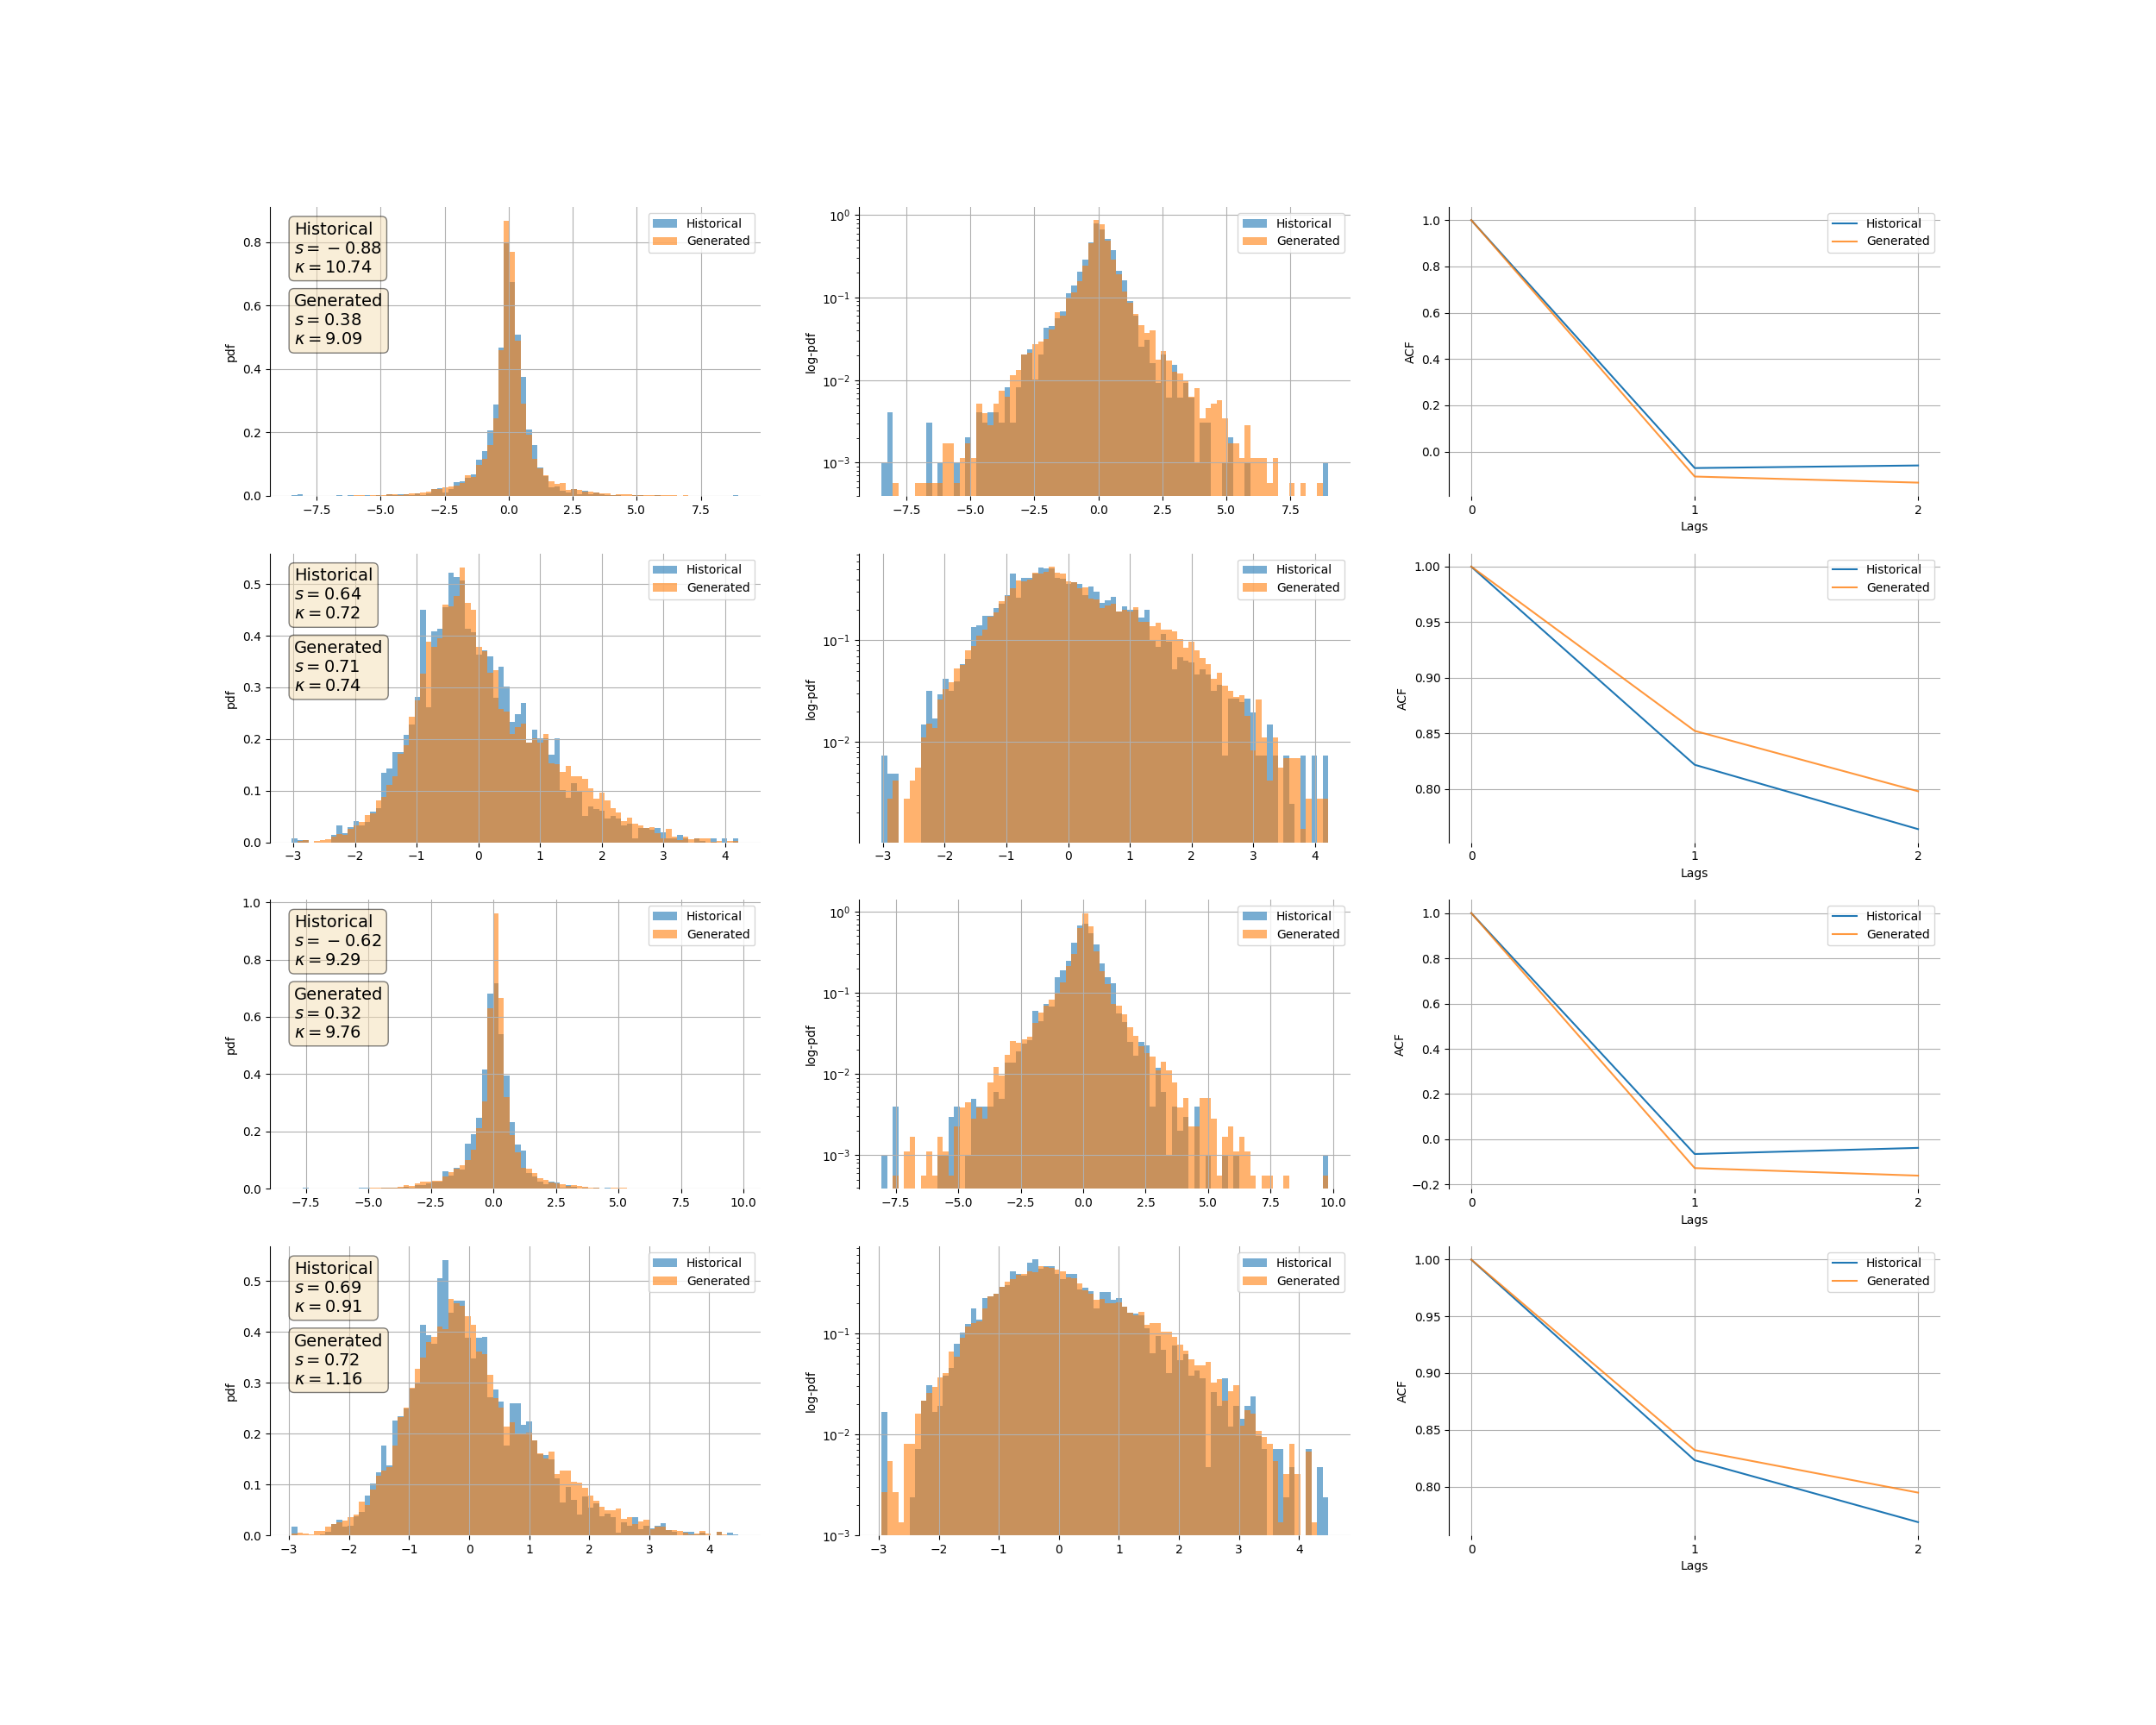 Historical
s = −0.88
κ = 10.74
Generated
s = 0.38
κ = 9.09
Historical
Generated
pdf
0.8
0.6
0.4
0.2
0.0
−7.5 −5.0 −2.5 0.0 2.5 5.0 7.5
Historical
Generated
log-pdf
10⁰
10⁻¹
10⁻²
10⁻³
−7.5 −5.0 −2.5 0.0 2.5 5.0 7.5
Historical
Generated
ACF
1.0
0.8
0.6
0.4
0.2
0.0
0 1 2
Lags
Historical
s = 0.64
κ = 0.72
Generated
s = 0.71
κ = 0.74
Historical
Generated
pdf
0.5
0.4
0.3
0.2
0.1
0.0
−3 −2 −1 0 1 2 3 4
Historical
Generated
log-pdf
10⁻¹
10⁻²
−3 −2 −1 0 1 2 3 4
Historical
Generated
ACF
1.00
0.95
0.90
0.85
0.80
0 1 2
Lags
Historical
s = −0.62
κ = 9.29
Generated
s = 0.32
κ = 9.76
Historical
Generated
pdf
1.0
0.8
0.6
0.4
0.2
0.0
−7.5 −5.0 −2.5 0.0 2.5 5.0 7.5 10.0
Historical
Generated
log-pdf
10⁰
10⁻¹
10⁻²
10⁻³
−7.5 −5.0 −2.5 0.0 2.5 5.0 7.5 10.0
Historical
Generated
ACF
1.0
0.8
0.6
0.4
0.2
0.0
−0.2
0 1 2
Lags
Historical
s = 0.69
κ = 0.91
Generated
s = 0.72
κ = 1.16
Historical
Generated
pdf
0.5
0.4
0.3
0.2
0.1
0.0
−3 −2 −1 0 1 2 3 4
Historical
Generated
log-pdf
10⁻¹
10⁻²
10⁻³
−3 −2 −1 0 1 2 3 4
Historical
Generated
ACF
1.00
0.95
0.90
0.85
0.80
0 1 2
Lags